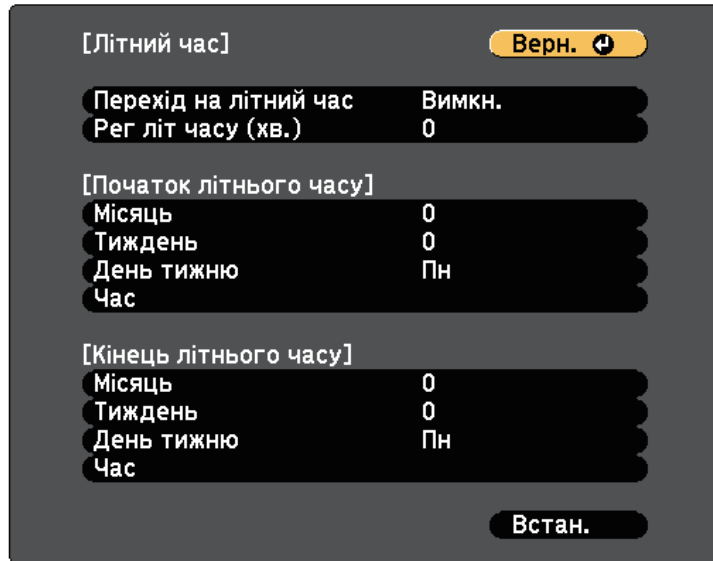 [Літний час] Верн.
Перехід на літний час Вимкн.
Рег літ часу (хв.) 0
[Початок літнього часу]
Місяць 0
Тиждень 0
День тижню Пн
Час
[Кінець літнього часу]
Місяць 0
Тиждень 0
День тижню Пн
Час
Встан.